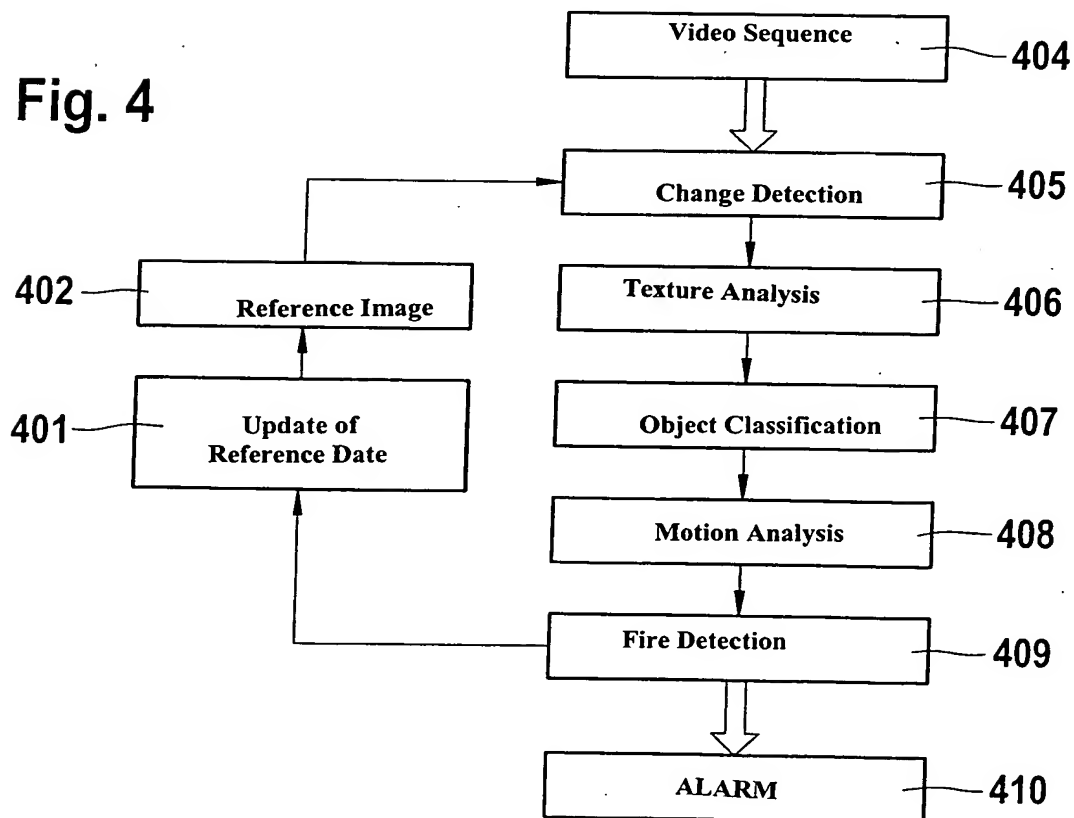 Fig. 4
Video Sequence
404
Change Detection
405
402
Reference Image
Texture Analysis
406
401
Update of
Reference Date
Object Classification
407
Motion Analysis
408
Fire Detection
409
ALARM
410